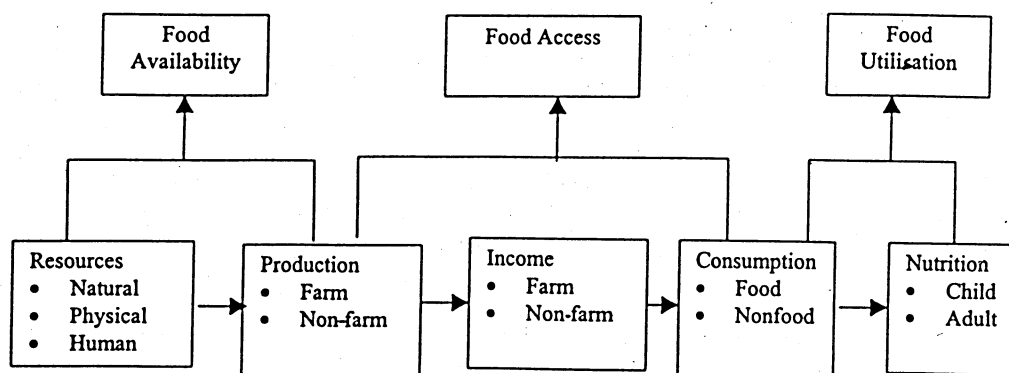 Food
Availability
Food Access
Food
Utilisation
Resources
• Natural
• Physical
• Human
Production
• Farm
• Non-farm
Income
• Farm
• Non-farm
Consumption
• Food
• Nonfood
Nutrition
• Child
• Adult